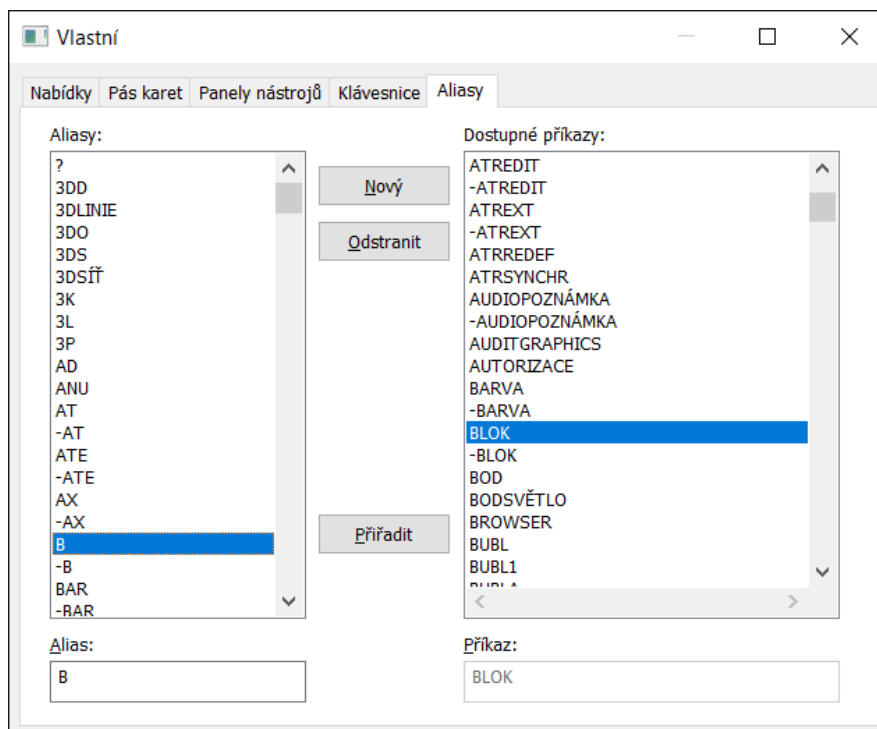 Vlastní
Nabídky Pás karet Panely nástrojů Klávesnice Aliasy
Aliasy:
?
3DD
3DLINIE
3DO
3DS
3DSÍŤ
3K
3L
3P
AD
ANU
AT
-AT
ATE
-ATE
AX
-AX
B
-B
BAR
-BAR
Nový
Odstranit
Přiřadit
Dostupné příkazy:
ATREDIT
-ATREDIT
ATREXT
-ATREXT
ATRREDEF
ATRSYNCHR
AUDIOPOZNÁMKA
-AUDIOPOZNÁMKA
AUDITGRAPHICS
AUTORIZACE
BARVA
-BARVA
BLOK
-BLOK
BOD
BODSVĚTLO
BROWSER
BUBL
BUBL1
Alias:
B
Příkaz:
BLOK